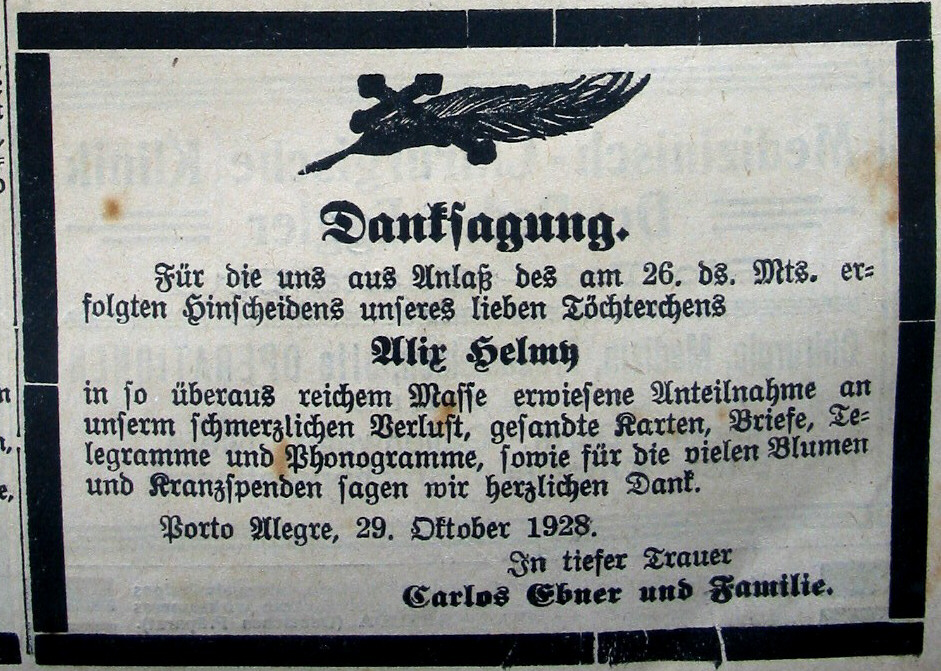 Danksagung.
Für die uns aus Anlaß des am 26. ds. Mts. er=
folgten Hinscheidens unseres lieben Töchterchens
Alix Helmy
in so überaus reichem Masse erwiesene Anteilnahme an
unserm schmerzlichen Verlust, gesandte Karten, Briefe, Te=
legramme und Phonogramme, sowie für die vielen Blumen
und Kranzspenden sagen wir herzlichen Dank.
Porto Alegre, 29. Oktober 1928.
In tiefer Trauer
Carlos Ebner und Familie.